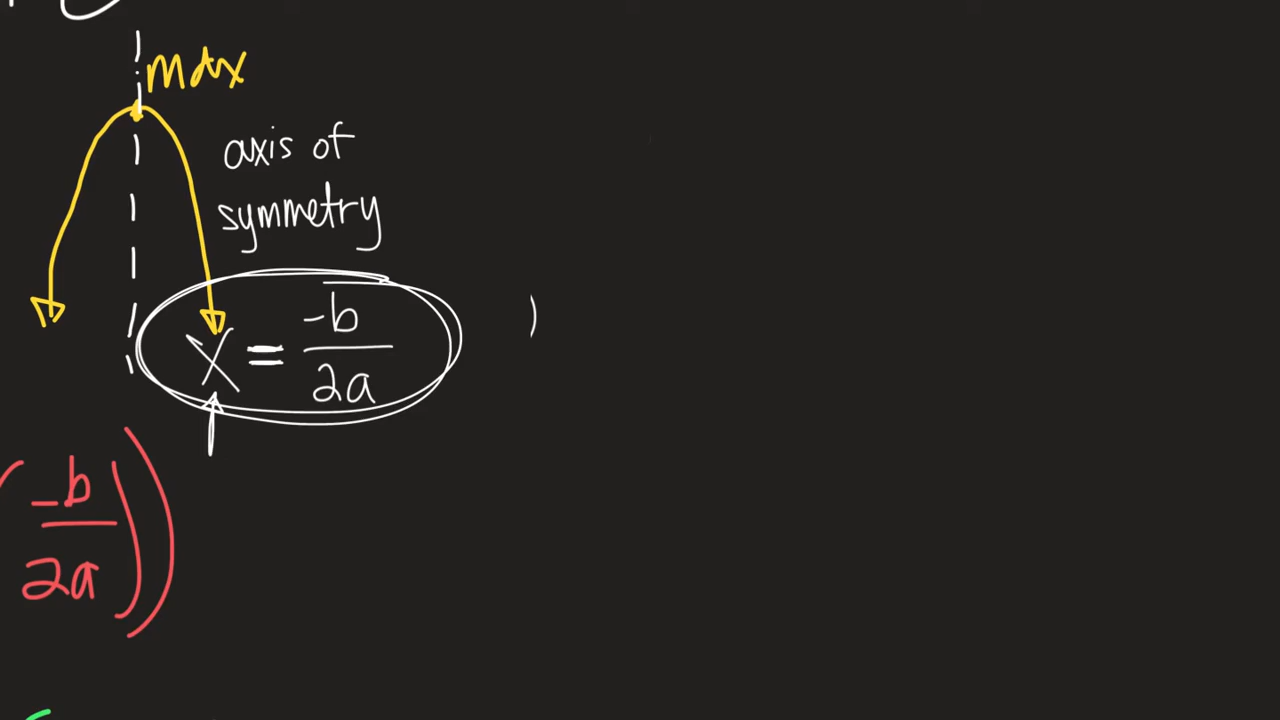 max
axis of
symmetry
x = -b/2a
)
(-b/2a))